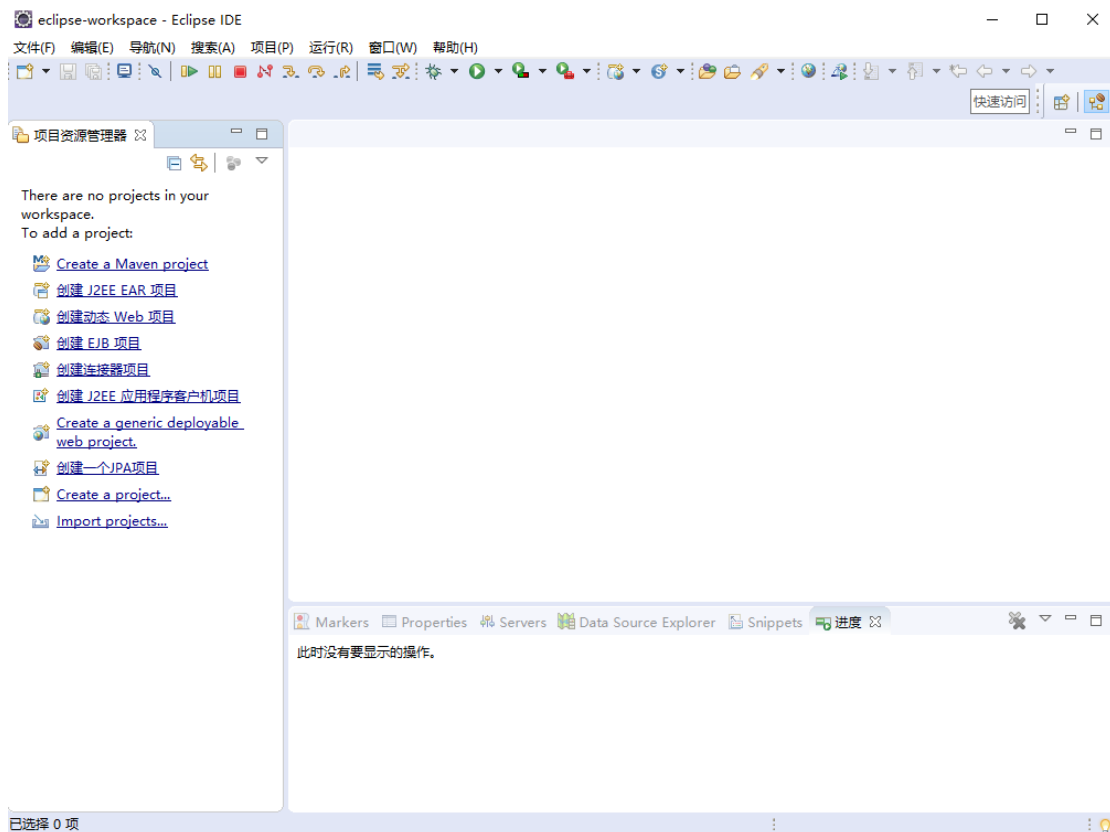 eclipse-workspace - Eclipse IDE
文件(F) 编辑(E) 导航(N) 搜索(A) 项目(P) 运行(R) 窗口(W) 帮助(H)
快速访问
项目资源管理器
There are no projects in your
workspace.
To add a project:
Create a Maven project
创建 J2EE EAR 项目
创建动态 Web 项目
创建 EJB 项目
创建连接器项目
创建 J2EE 应用程序客户机项目
Create a generic deployable
web project.
创建一个JPA项目
Create a project...
Import projects...
Markers Properties Servers Data Source Explorer Snippets 进度
此时没有要显示的操作。
已选择 0 项